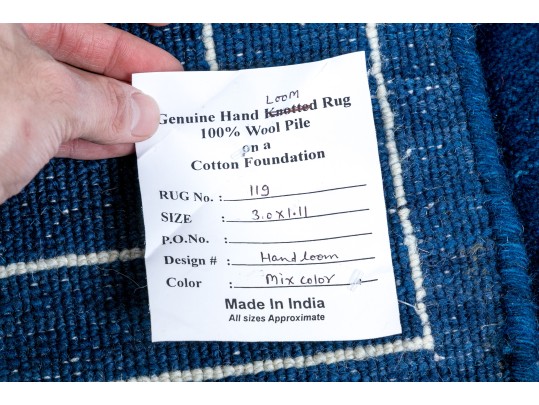 LOOM
Genuine Hand Knotted Rug
100% Wool Pile
on a
Cotton Foundation
RUG No. : 119
SIZE : 3.0x1.11
P.O.No. :
Design # : Handloom
Color : Mix color
Made In India
All sizes Approximate